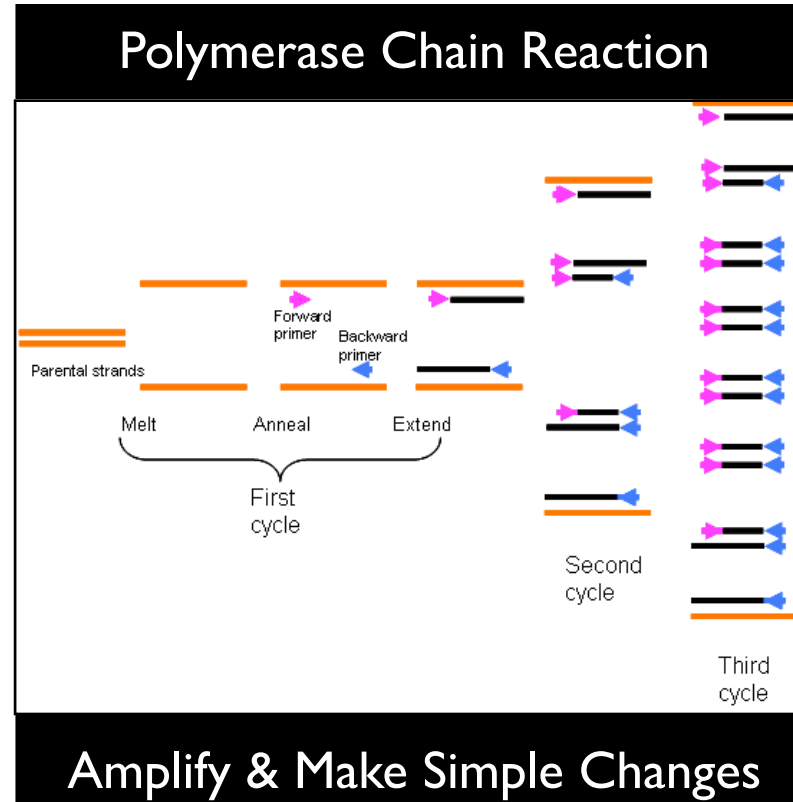 Polymerase Chain Reaction
Forward
primer
Backward
primer
Parental strands
Melt
Anneal
Extend
First
cycle
Second
cycle
Third
cycle
Amplify & Make Simple Changes